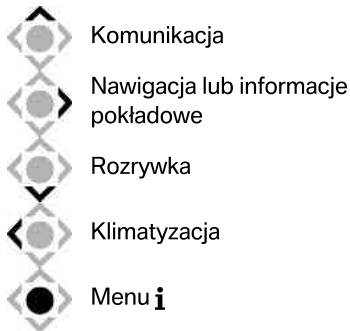 Komunikacja
Nawigacja lub informacje
pokładowe
Rozrywka
Klimatyzacja
Menu i